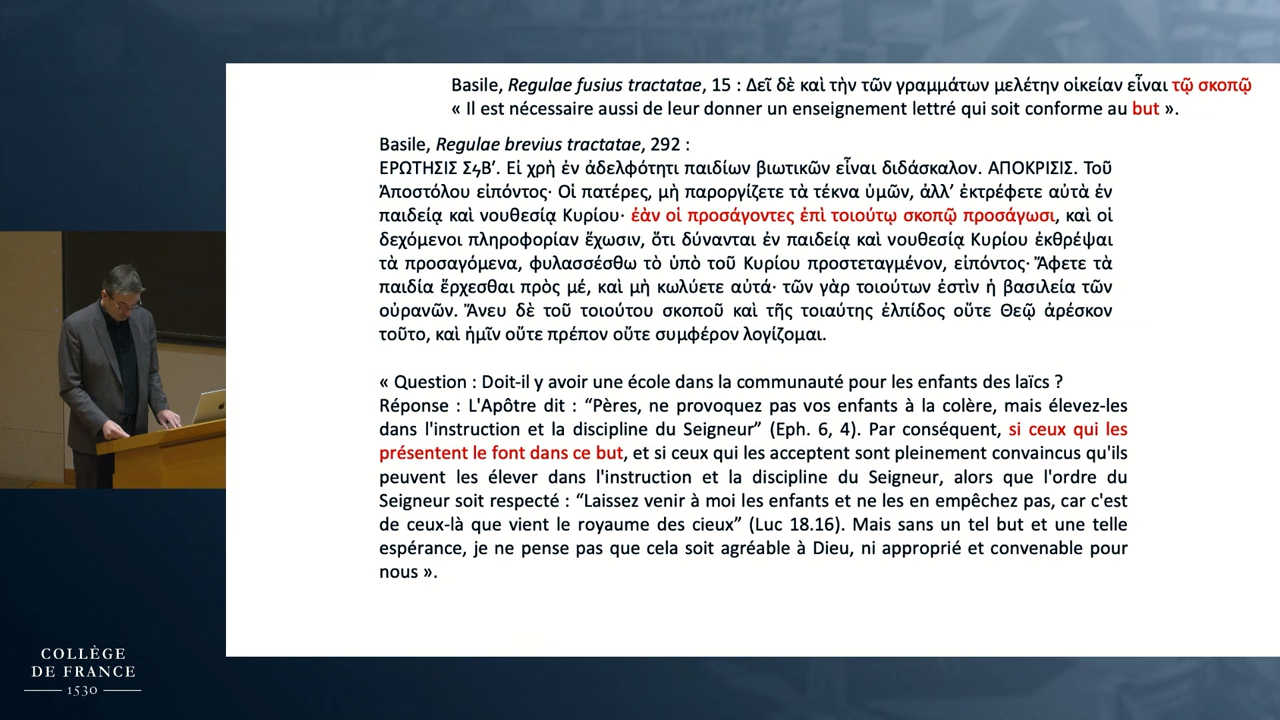 Basile, Regulae fusius tractatae, 15 : Δεῖ δὲ καὶ τὴν τῶν γραμμάτων μελέτην οἰκείαν εἶναι τῷ σκοπῷ
« Il est nécessaire aussi de leur donner un enseignement lettré qui soit conforme au but ».
Basile, Regulae brevius tractatae, 292 :
ΕΡΩΤΗΣΙΣ ΣϟΒʹ. Εἰ χρὴ ἐν ἀδελφότητι παιδίων βιωτικῶν εἶναι διδάσκαλον. ΑΠΟΚΡΙΣΙΣ. Τοῦ
Ἀποστόλου εἰπόντος· Οἱ πατέρες, μὴ παροργίζετε τὰ τέκνα ὑμῶν, ἀλλ’ ἐκτρέφετε αὐτὰ ἐν
παιδείᾳ καὶ νουθεσίᾳ Κυρίου· ἐὰν οἱ προσάγοντες ἐπὶ τοιούτῳ σκοπῷ προσάγωσι, καὶ οἱ
δεχόμενοι πληροφορίαν ἔχωσιν, ὅτι δύνανται ἐν παιδείᾳ καὶ νουθεσίᾳ Κυρίου ἐκθρέψαι
τὰ προσαγόμενα, φυλασσέσθω τὸ ὑπὸ τοῦ Κυρίου προστεταγμένον, εἰπόντος· Ἄφετε τὰ
παιδία ἔρχεσθαι πρὸς μέ, καὶ μὴ κωλύετε αὐτά· τῶν γὰρ τοιούτων ἐστὶν ἡ βασιλεία τῶν
οὐρανῶν. Ἄνευ δὲ τοῦ τοιούτου σκοποῦ καὶ τῆς τοιαύτης ἐλπίδος οὔτε Θεῷ ἀρέσκον
τοῦτο, καὶ ἡμῖν οὔτε πρέπον οὔτε συμφέρον λογίζομαι.
« Question : Doit-il y avoir une école dans la communauté pour les enfants des laïcs ?
Réponse : L'Apôtre dit : “Pères, ne provoquez pas vos enfants à la colère, mais élevez-les
dans l'instruction et la discipline du Seigneur” (Eph. 6, 4). Par conséquent, si ceux qui les
présentent le font dans ce but, et si ceux qui les acceptent sont pleinement convaincus qu'ils
peuvent les élever dans l'instruction et la discipline du Seigneur, alors que l'ordre du
Seigneur soit respecté : “Laissez venir à moi les enfants et ne les en empêchez pas, car c'est
de ceux-là que vient le royaume des cieux” (Luc 18.16). Mais sans un tel but et une telle
espérance, je ne pense pas que cela soit agréable à Dieu, ni approprié et convenable pour
nous ».
COLLÈGE
DE FRANCE
1530